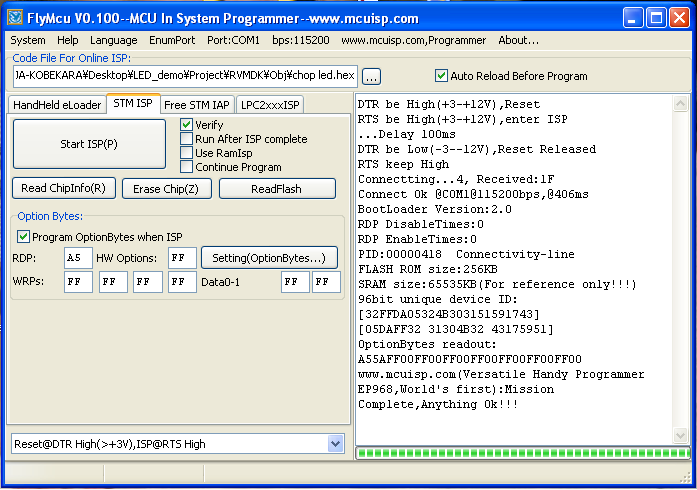 FlyMcu V0.100--MCU In System Programmer--www.mcuisp.com
System Help Language EnumPort Port:COM1 bps:115200 www.mcuisp.com,Programmer About...
Code File For Online ISP:
JA-KOBEKARA¥Desktop¥LED_demo¥Project¥RVMDK¥Obj¥chop led.hex
...
Auto Reload Before Program
HandHeld eLoader
STM ISP
Free STM IAP
LPC2xxxISP
Start ISP(P)
Verify
Run After ISP complete
Use RamIsp
Continue Program
Read ChipInfo(R)
Erase Chip(Z)
ReadFlash
Option Bytes:
Program OptionBytes when ISP
RDP: A5 HW Options: FF Setting(OptionBytes...)
WRPs: FF FF FF FF Data0-1 FF FF
Reset@DTR High(>+3V),ISP@RTS High
DTR be High(+3-+12V),Reset
RTS be High(+3-+12V),enter ISP
...Delay 100ms
DTR be Low(-3--12V),Reset Released
RTS keep High
Connectting...4, Received:1F
Connect Ok @COM1@115200bps,@406ms
BootLoader Version:2.0
RDP DisableTimes:0
RDP EnableTimes:0
PID:00000418  Connectivity-line
FLASH ROM size:256KB
SRAM size:65535KB(For reference only!!!)
96bit unique device ID:
[32FFDA05324B303151591743]
[05DAFF32 31304B32 43175951]
OptionBytes readout:
A55AFF00FF00FF00FF00FF00FF00FF00
www.mcuisp.com(Versatile Handy Programmer
EP968,World's first):Mission
Complete,Anything Ok!!!